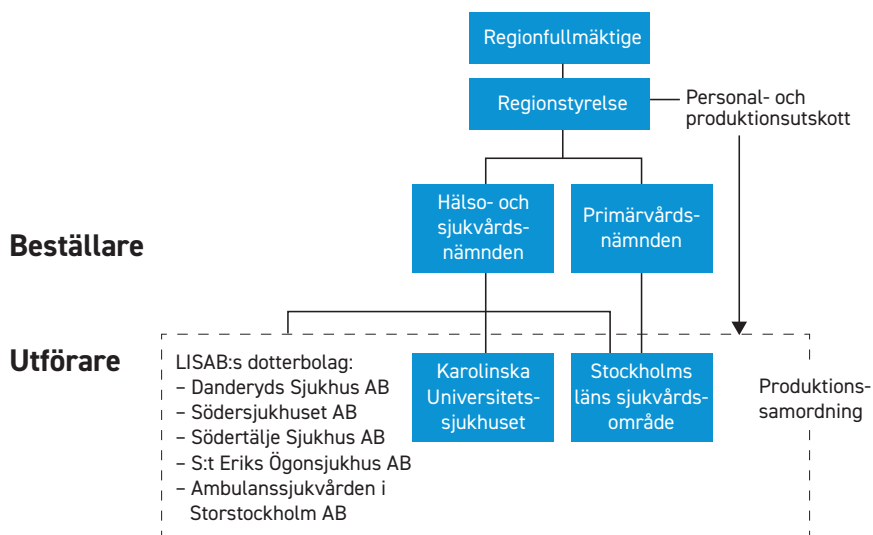 Regionfullmäktige
Regionstyrelse
Personal- och
produktionsutskott
Beställare
Hälso- och
sjukvårds-
nämnden
Primärvårds-
nämnden
Utförare
LISAB:s dotterbolag:
– Danderyds Sjukhus AB
– Södersjukhuset AB
– Södertälje Sjukhus AB
– S:t Eriks Ögonsjukhus AB
– Ambulanssjukvården i
Storstockholm AB
Karolinska
Universitets-
sjukhuset
Stockholms
läns sjukvårds-
område
Produktions-
samordning